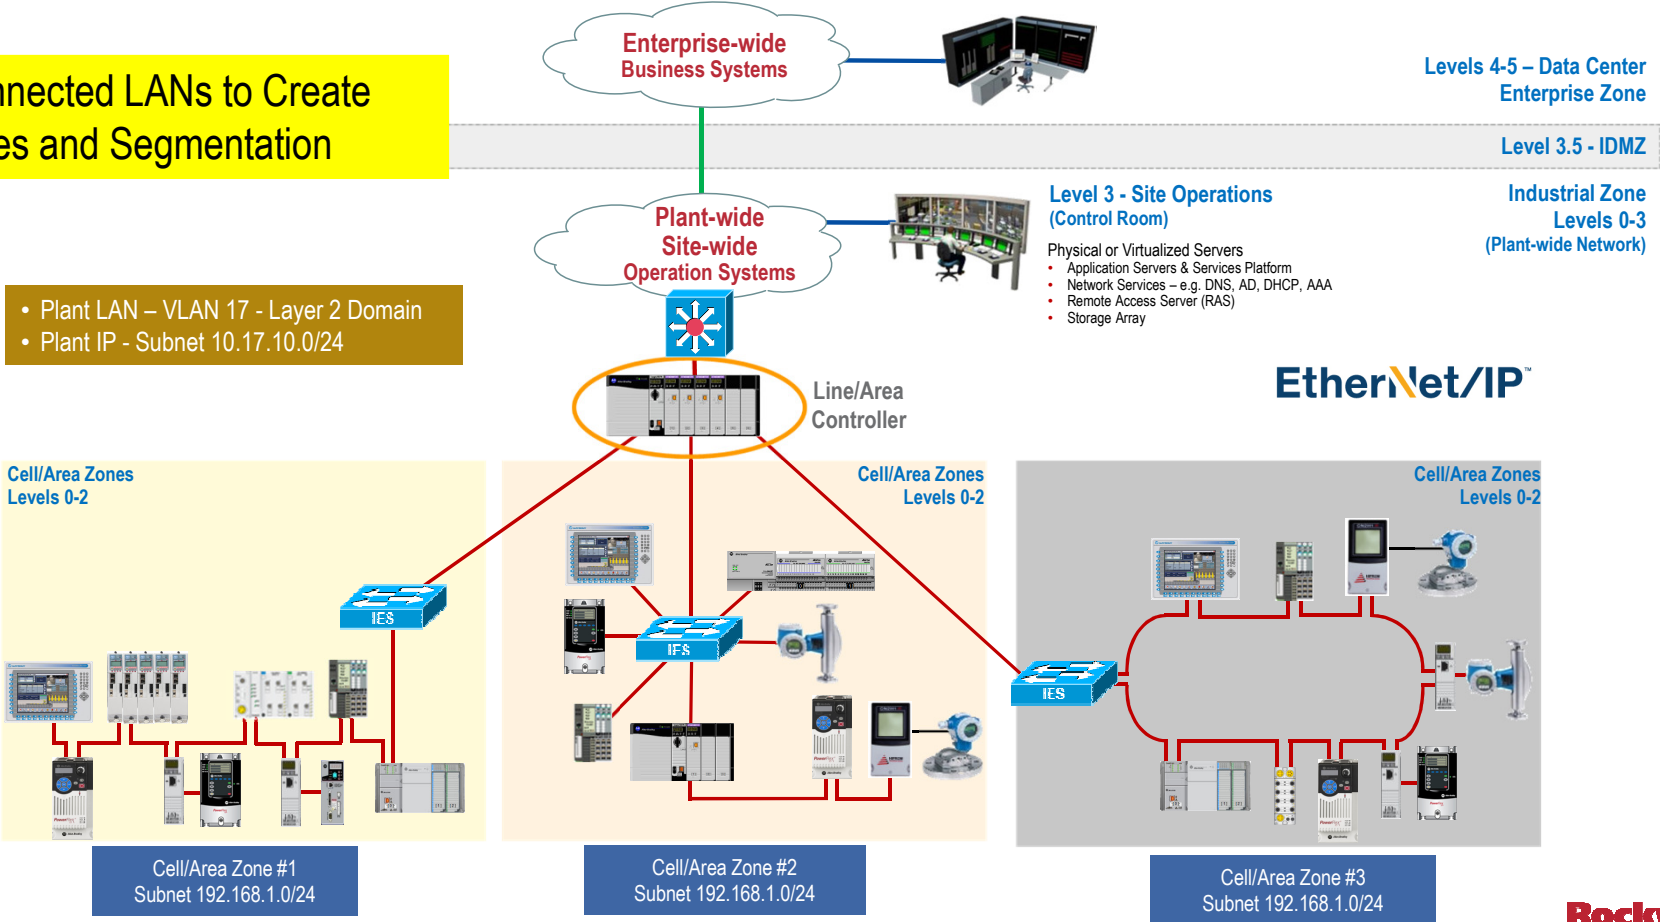 Enterprise-wide
Business Systems
Levels 4-5 – Data Center
Enterprise Zone
nnected LANs to Create
es and Segmentation
Level 3.5 - IDMZ
Plant-wide
Site-wide
Operation Systems
Level 3 - Site Operations
(Control Room)
Physical or Virtualized Servers
• Application Servers & Services Platform
• Network Services – e.g. DNS, AD, DHCP, AAA
• Remote Access Server (RAS)
• Storage Array
Industrial Zone
Levels 0-3
(Plant-wide Network)
• Plant LAN – VLAN 17 - Layer 2 Domain
• Plant IP - Subnet 10.17.10.0/24
EtherNet/IP™
Line/Area
Controller
Cell/Area Zones
Levels 0-2
Cell/Area Zones
Levels 0-2
Cell/Area Zones
Levels 0-2
IES
IES
IES
Cell/Area Zone #1
Subnet 192.168.1.0/24
Cell/Area Zone #2
Subnet 192.168.1.0/24
Cell/Area Zone #3
Subnet 192.168.1.0/24